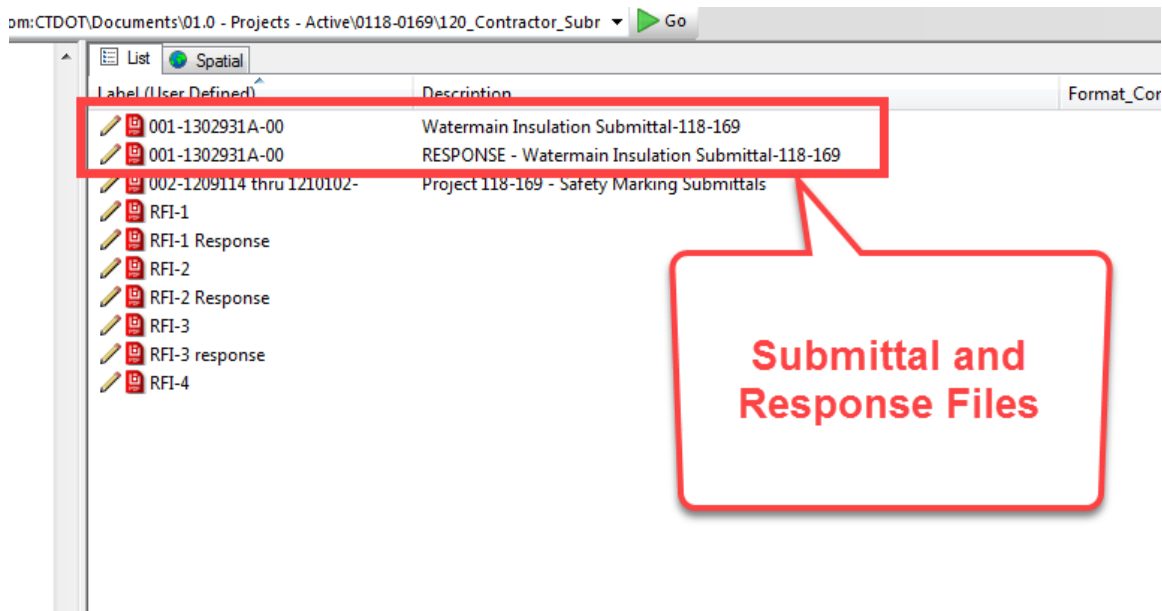 om:CTDOT\Documents\01.0 - Projects - Active\0118-0169\120_Contractor_Subr Go
List Spatial
Label (User Defined) Description Format_Cor
001-1302931A-00 Watermain Insulation Submittal-118-169
001-1302931A-00 RESPONSE - Watermain Insulation Submittal-118-169
002-1209114 thru 1210102- Project 118-169 - Safety Marking Submittals
RFI-1
RFI-1 Response
RFI-2
RFI-2 Response
RFI-3
RFI-3 response
RFI-4
Submittal and
Response Files